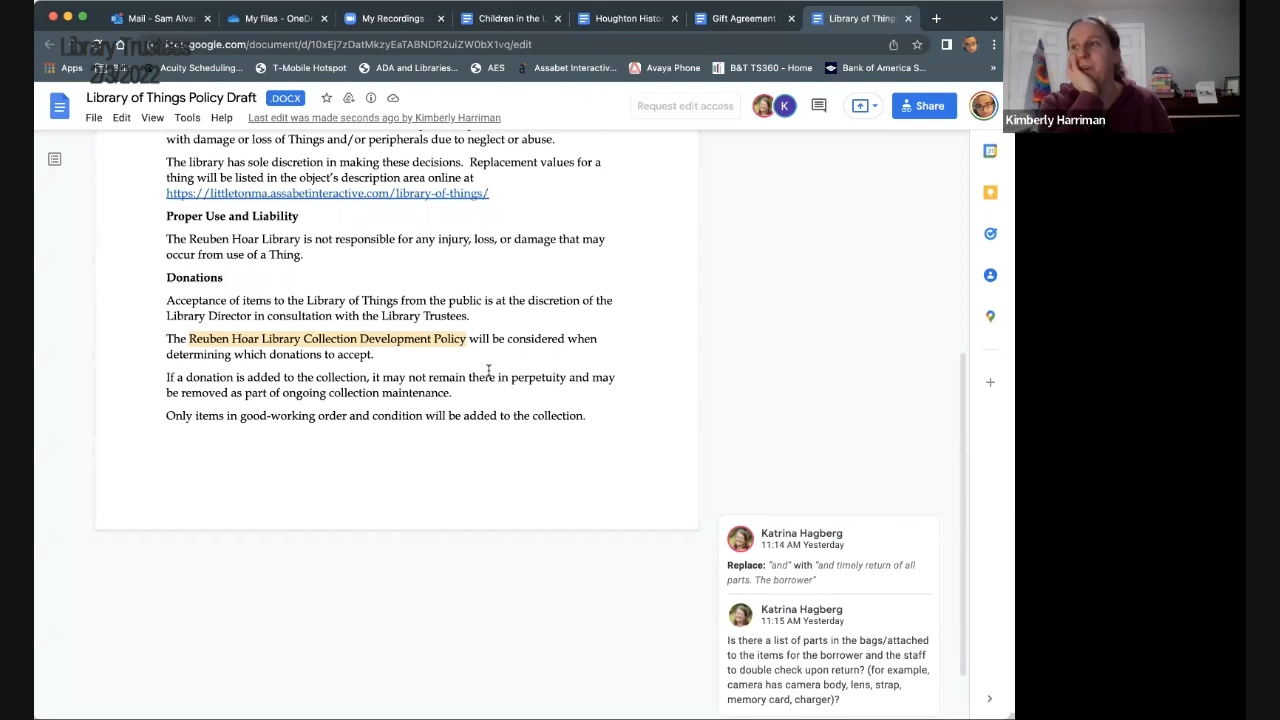 Mail - Sam Alvar
My files - OneDr
My Recordings -
Children in the L
Houghton Histor
Gift Agreement
Library of Thing
Library Trustees
2/3/2022
.google.com/document/d/10xEj7zDatMkzyEaTABNDR2uiZW0bX1vq/edit
Apps
Acuity Scheduling...
T-Mobile Hotspot
ADA and Libraries...
AES
Assabet Interactiv...
Avaya Phone
B&T TS360 - Home
Bank of America S...
Library of Things Policy Draft
.DOCX
Request edit access
K
Share
File Edit View Tools Help
Last edit was made seconds ago by Kimberly Harriman
Kimberly Harriman
with damage or loss of Things and/or peripherals due to neglect or abuse.
The library has sole discretion in making these decisions. Replacement values for a
thing will be listed in the object's description area online at
https://littletonma.assabetinteractive.com/library-of-things/
Proper Use and Liability
The Reuben Hoar Library is not responsible for any injury, loss, or damage that may
occur from use of a Thing.
Donations
Acceptance of items to the Library of Things from the public is at the discretion of the
Library Director in consultation with the Library Trustees.
The Reuben Hoar Library Collection Development Policy will be considered when
determining which donations to accept.
If a donation is added to the collection, it may not remain there in perpetuity and may
be removed as part of ongoing collection maintenance.
Only items in good-working order and condition will be added to the collection.
Katrina Hagberg
11:14 AM Yesterday
Replace: "and" with "and timely return of all
parts. The borrower"
Katrina Hagberg
11:15 AM Yesterday
Is there a list of parts in the bags/attached
to the items for the borrower and the staff
to double check upon return? (for example,
camera has camera body, lens, strap,
memory card, charger)?